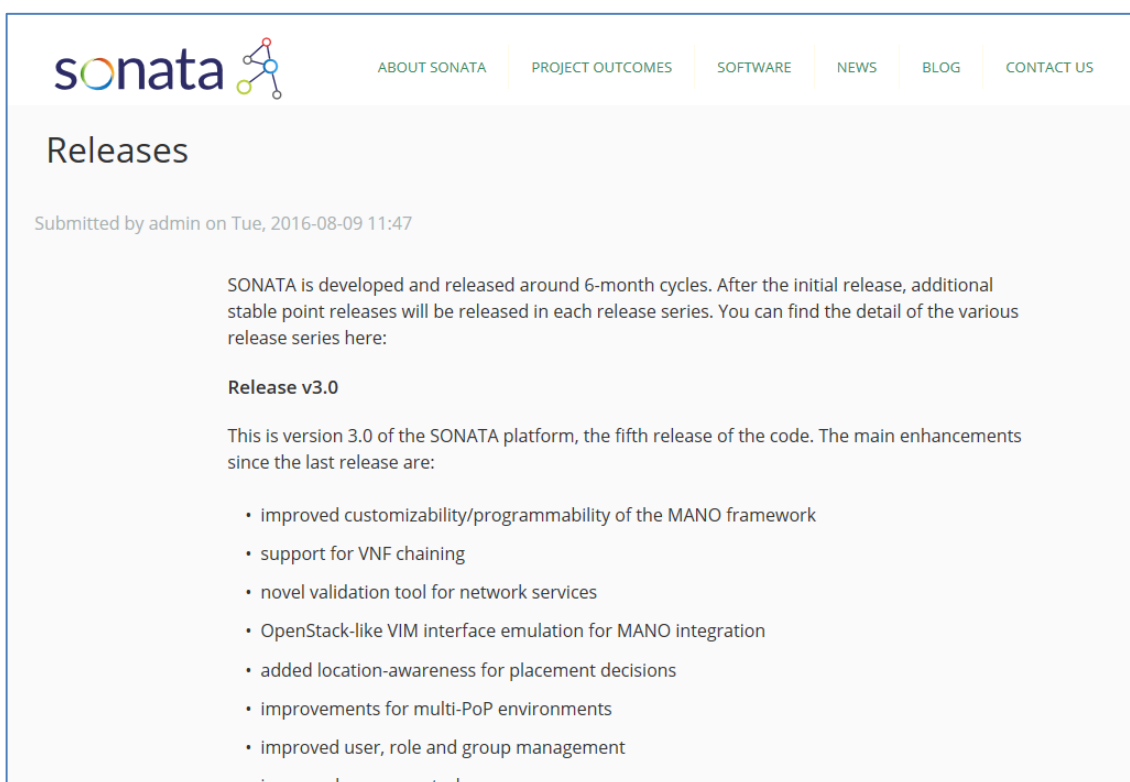 sonata
ABOUT SONATA PROJECT OUTCOMES SOFTWARE NEWS BLOG CONTACT US
Releases
Submitted by admin on Tue, 2016-08-09 11:47
SONATA is developed and released around 6-month cycles. After the initial release, additional
stable point releases will be released in each release series. You can find the detail of the various
release series here:
Release v3.0
This is version 3.0 of the SONATA platform, the fifth release of the code. The main enhancements
since the last release are:
• improved customizability/programmability of the MANO framework
• support for VNF chaining
• novel validation tool for network services
• OpenStack-like VIM interface emulation for MANO integration
• added location-awareness for placement decisions
• improvements for multi-PoP environments
• improved user, role and group management